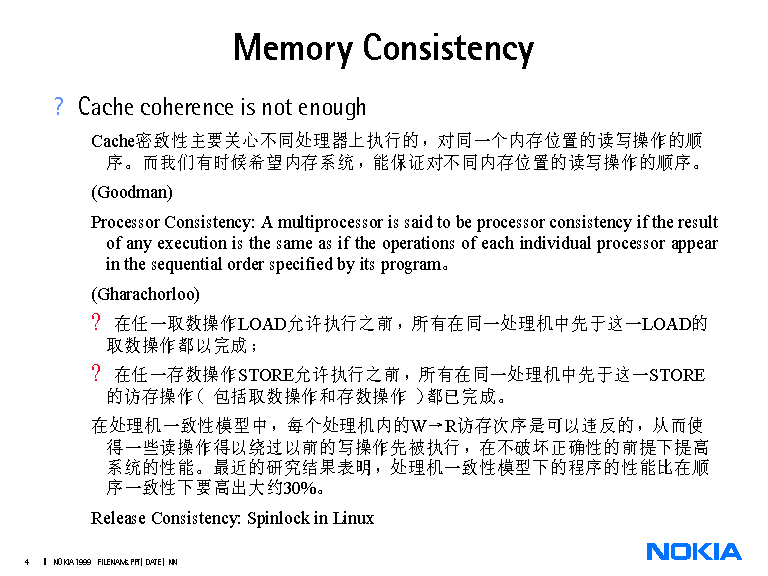 Memory Consistency
? Cache coherence is not enough
Cache密致性主要关心不同处理器上执行的，对同一个内存位置的读写操作的顺
序。而我们有时候希望内存系统，能保证对不同内存位置的读写操作的顺序。
(Goodman)
Processor Consistency: A multiprocessor is said to be processor consistency if the result
of any execution is the same as if the operations of each individual processor appear
in the sequential order specified by its program。
(Gharachorloo)
? 在任一取数操作LOAD允许执行之前，所有在同一处理机中先于这一LOAD的
取数操作都以完成；
? 在任一存数操作STORE允许执行之前，所有在同一处理机中先于这一STORE
的访存操作( 包括取数操作和存数操作 )都已完成。
在处理机一致性模型中，每个处理机内的W→R访存次序是可以违反的，从而使
得一些读操作得以绕过以前的写操作先被执行，在不破坏正确性的前提下提高
系统的性能。最近的研究结果表明，处理机一致性模型下的程序的性能比在顺
序一致性下要高出大约30%。
Release Consistency: Spinlock in Linux
4 NOKIA 1999 FILENAMs.PPT/ DATE / NN
NOKIA